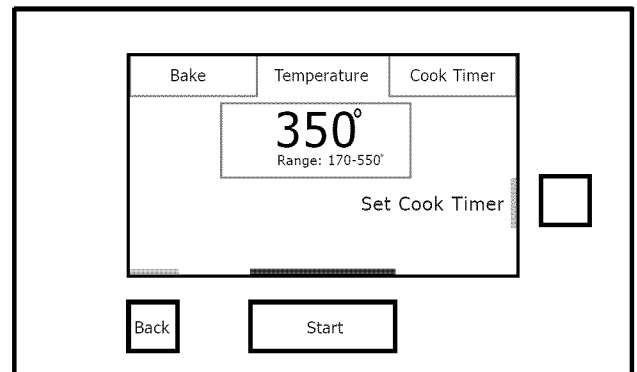 Bake Temperature Cook Timer
350°
Range: 170-550°
Set Cook Timer
Back Start